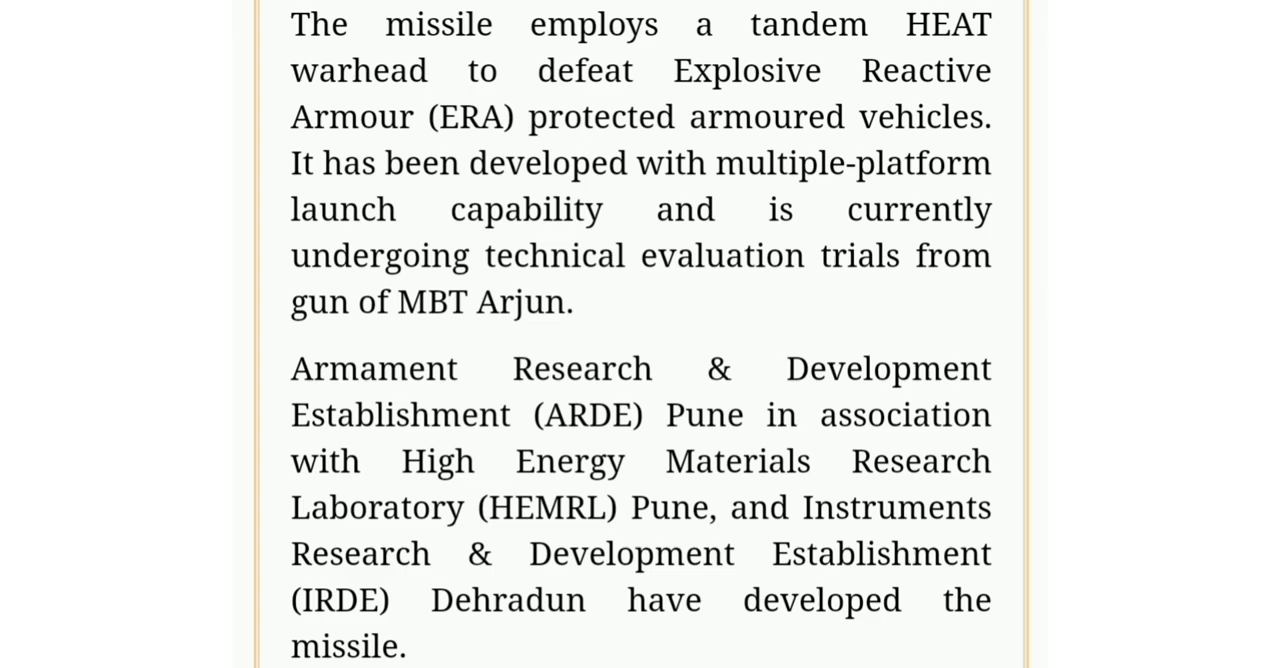 The missile employs a tandem HEAT
warhead to defeat Explosive Reactive
Armour (ERA) protected armoured vehicles.
It has been developed with multiple-platform
launch capability and is currently
undergoing technical evaluation trials from
gun of MBT Arjun.
Armament Research & Development
Establishment (ARDE) Pune in association
with High Energy Materials Research
Laboratory (HEMRL) Pune, and Instruments
Research & Development Establishment
(IRDE) Dehradun have developed the
missile.